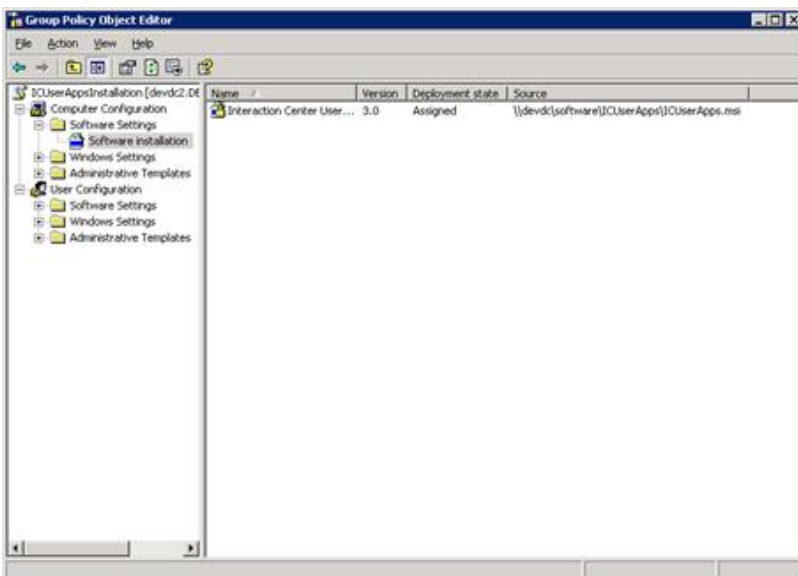 Group Policy Object Editor
File Action View Help
ICUserAppsInstallation [devdc2.DE
Computer Configuration
Software Settings
Software installation
Windows Settings
Administrative Templates
User Configuration
Software Settings
Windows Settings
Administrative Templates
Name Version Deployment state Source
Interaction Center User... 3.0 Assigned \\devdc\software\ICUserApps\ICUserApps.msi